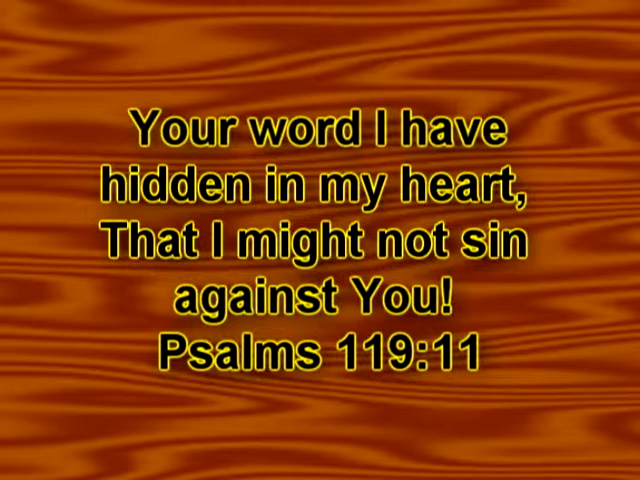 Your word I have
hidden in my heart,
That I might not sin
against You!
Psalms 119:11